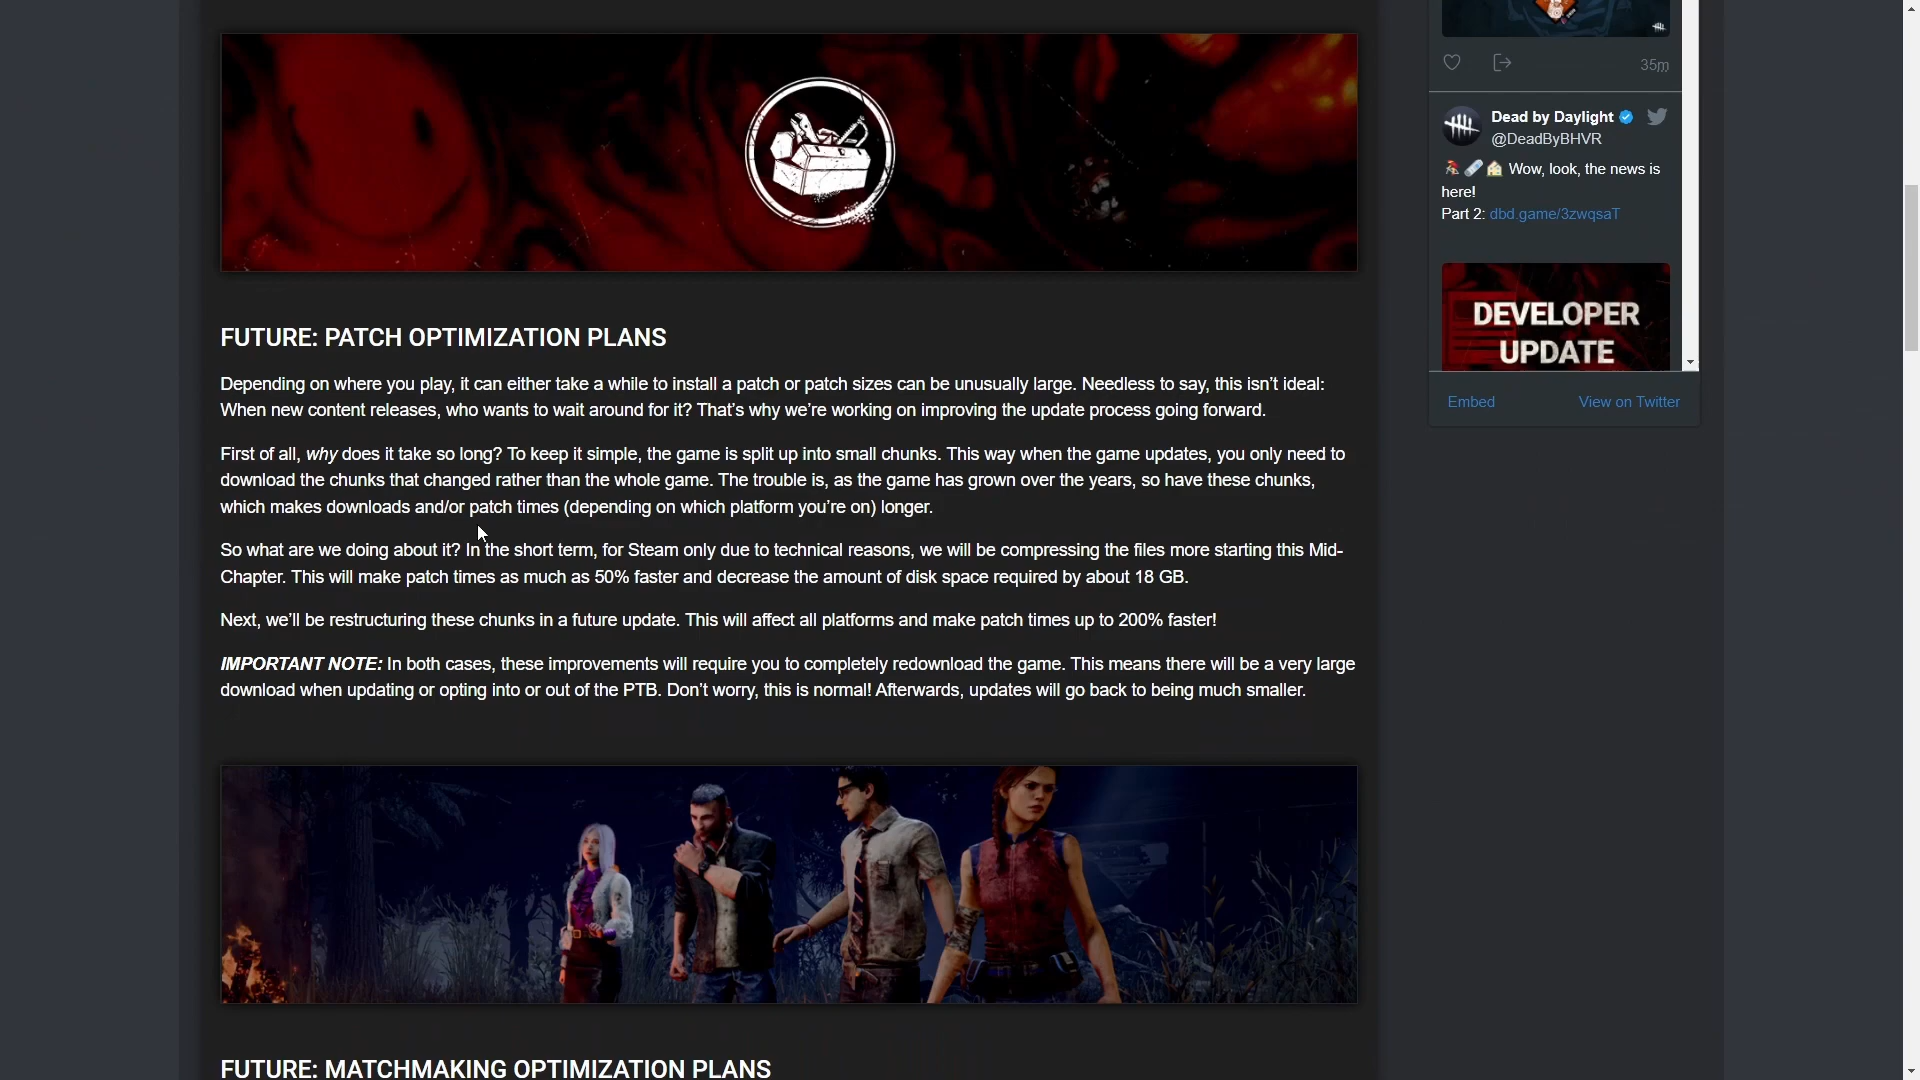 FUTURE: PATCH OPTIMIZATION PLANS
Depending on where you play, it can either take a while to install a patch or patch sizes can be unusually large. Needless to say, this isn’t ideal:
When new content releases, who wants to wait around for it? That’s why we’re working on improving the update process going forward.
First of all, why does it take so long? To keep it simple, the game is split up into small chunks. This way when the game updates, you only need to
download the chunks that changed rather than the whole game. The trouble is, as the game has grown over the years, so have these chunks,
which makes downloads and/or patch times (depending on which platform you’re on) longer.
So what are we doing about it? In the short term, for Steam only due to technical reasons, we will be compressing the files more starting this Mid-
Chapter. This will make patch times as much as 50% faster and decrease the amount of disk space required by about 18 GB.
Next, we’ll be restructuring these chunks in a future update. This will affect all platforms and make patch times up to 200% faster!
IMPORTANT NOTE: In both cases, these improvements will require you to completely redownload the game. This means there will be a very large
download when updating or opting into or out of the PTB. Don’t worry, this is normal! Afterwards, updates will go back to being much smaller.
FUTURE: MATCHMAKING OPTIMIZATION PLANS
35m
Dead by Daylight
@DeadByBHVR
Wow, look, the news is
here!
Part 2: dbd.game/3zwqsaT
DEVELOPER
UPDATE
Embed
View on Twitter